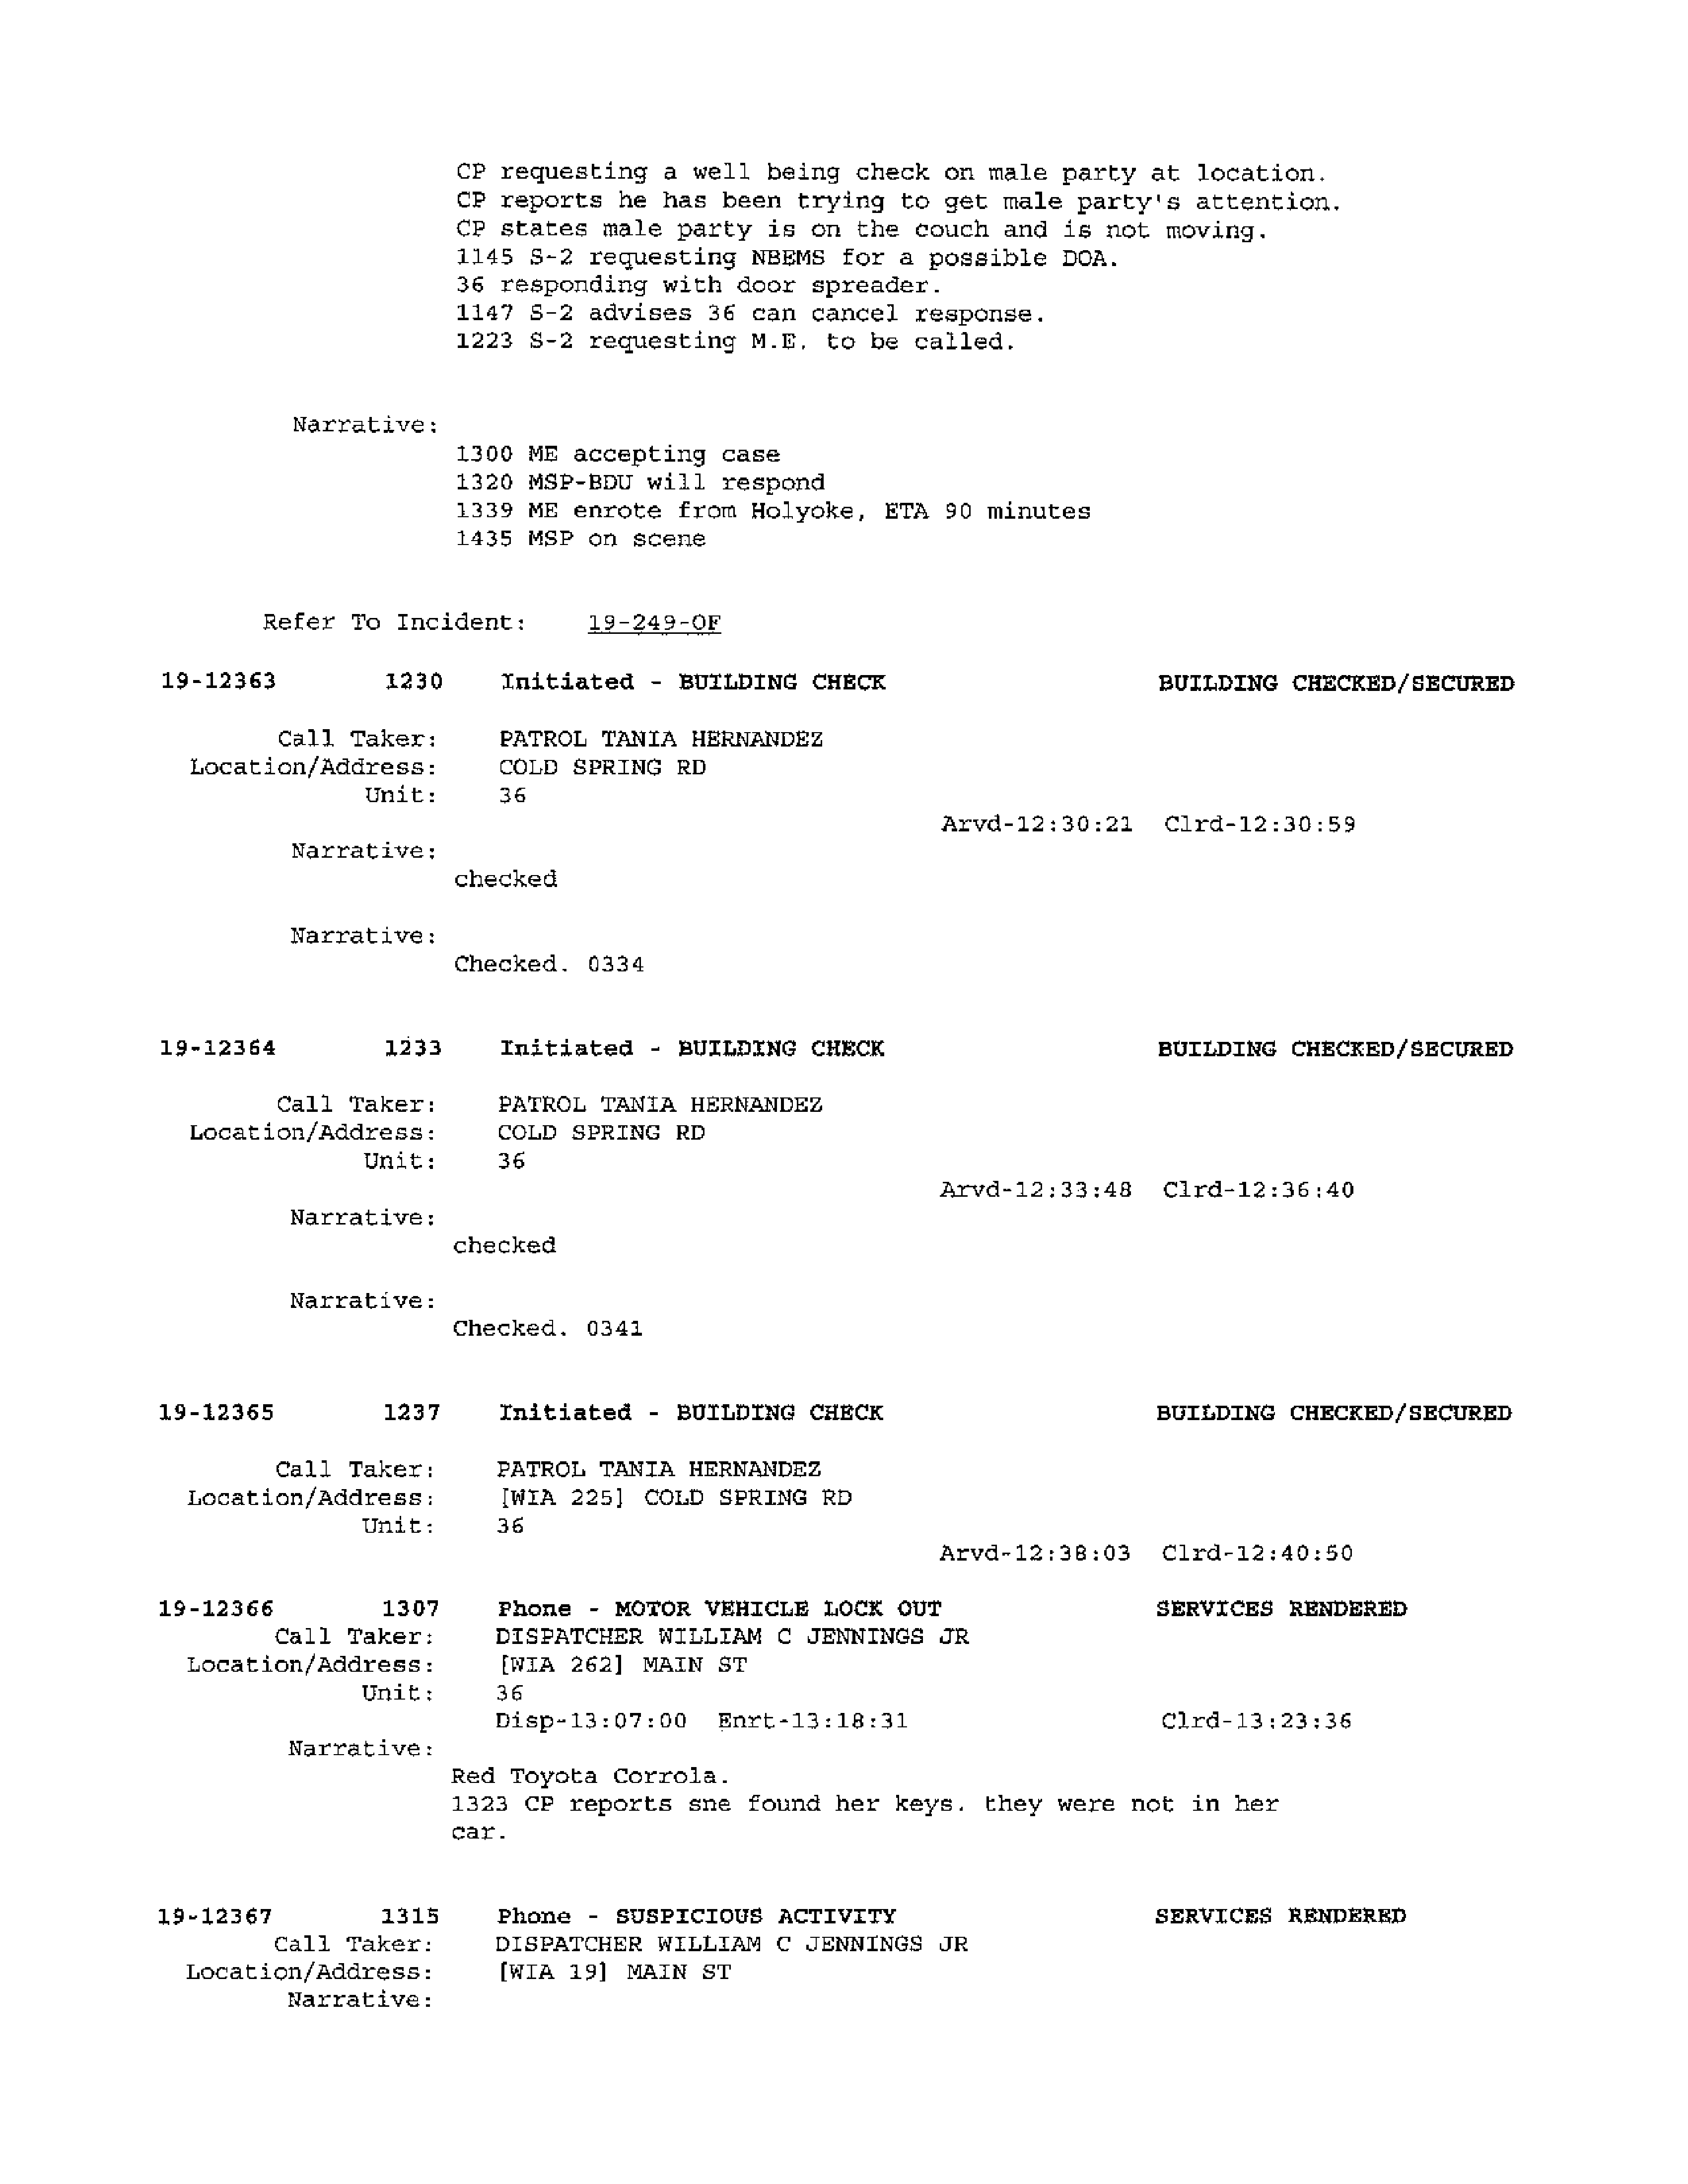 CP requesting a well being check on male party at location.
CP reports he has been trying to get male party's attention.
CP states male party is on the couch and is not moving.
1145 S-2 requesting NBEMS for a possible DOA.
36 responding with door spreader.
1147 S-2 advises 36 can cancel response.
1223 S-2 requesting M.E. to be called.
Narrative:
1300 ME accepting case
1320 MSP-BDU will respond
1339 ME enrote from Holyoke, ETA 90 minutes
1435 MSP on scene
Refer To Incident: 19-249-OF
19-12363 1230 Initiated - BUILDING CHECK BUILDING CHECKED/SECURED
Call Taker: PATROL TANIA HERNANDEZ
Location/Address: COLD SPRING RD
Unit: 36
Arvd-12:30:21 Clrd-12:30:59
Narrative:
checked
Narrative:
Checked. 0334
19-12364 1233 Initiated - BUILDING CHECK BUILDING CHECKED/SECURED
Call Taker: PATROL TANIA HERNANDEZ
Location/Address: COLD SPRING RD
Unit: 36
Arvd-12:33:48 Clrd-12:36:40
Narrative:
checked
Narrative:
Checked. 0341
19-12365 1237 Initiated - BUILDING CHECK BUILDING CHECKED/SECURED
Call Taker: PATROL TANIA HERNANDEZ
Location/Address: [WIA 225] COLD SPRING RD
Unit: 36
Arvd-12:38:03 Clrd-12:40:50
19-12366 1307 Phone - MOTOR VEHICLE LOCK OUT SERVICES RENDERED
Call Taker: DISPATCHER WILLIAM C JENNINGS JR
Location/Address: [WIA 262] MAIN ST
Unit: 36
Disp-13:07:00 Enrt-13:18:31 Clrd-13:23:36
Narrative:
Red Toyota Corrola.
1323 CP reports sne found her keys. they were not in her
car.
19-12367 1315 Phone - SUSPICIOUS ACTIVITY SERVICES RENDERED
Call Taker: DISPATCHER WILLIAM C JENNINGS JR
Location/Address: [WIA 19] MAIN ST
Narrative: